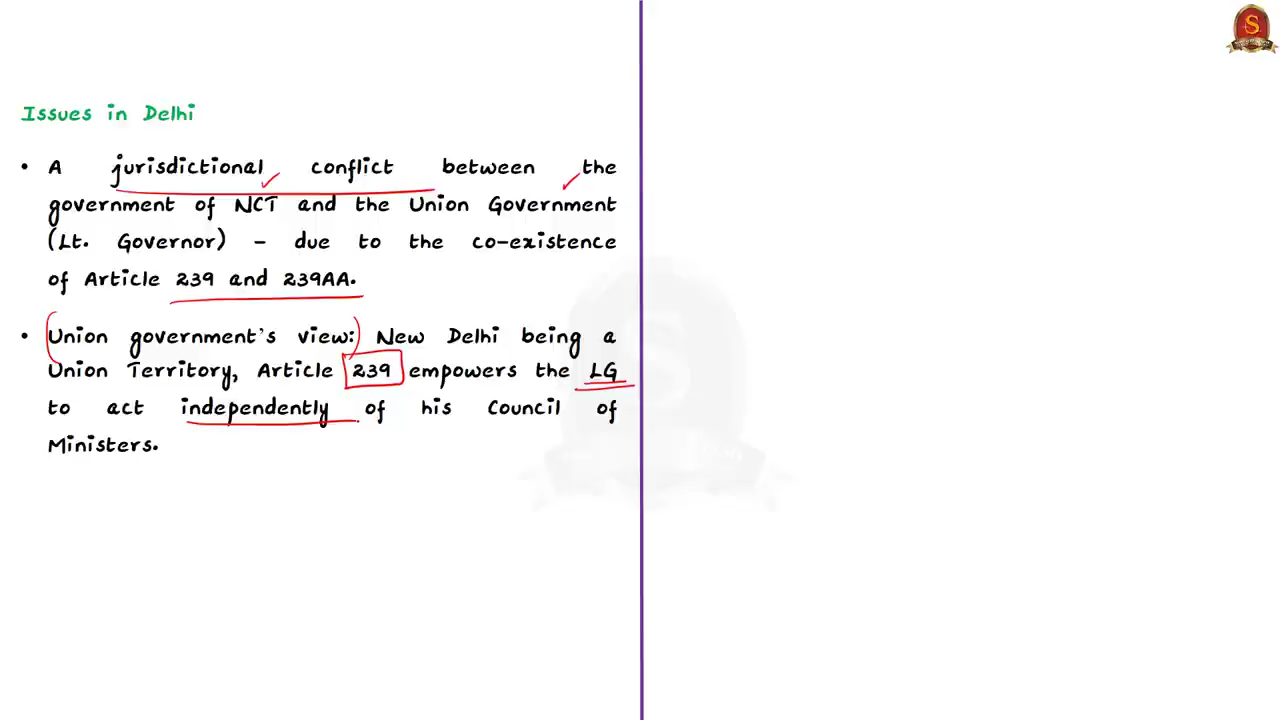 S
Issues in Delhi
• A jurisdictional conflict between the
government of NCT and the Union Government
(Lt. Governor) - due to the co-existence
of Article 239 and 239AA.
• Union government's view: New Delhi being a
Union Territory, Article 239 empowers the LG
to act independently of his Council of
Ministers.